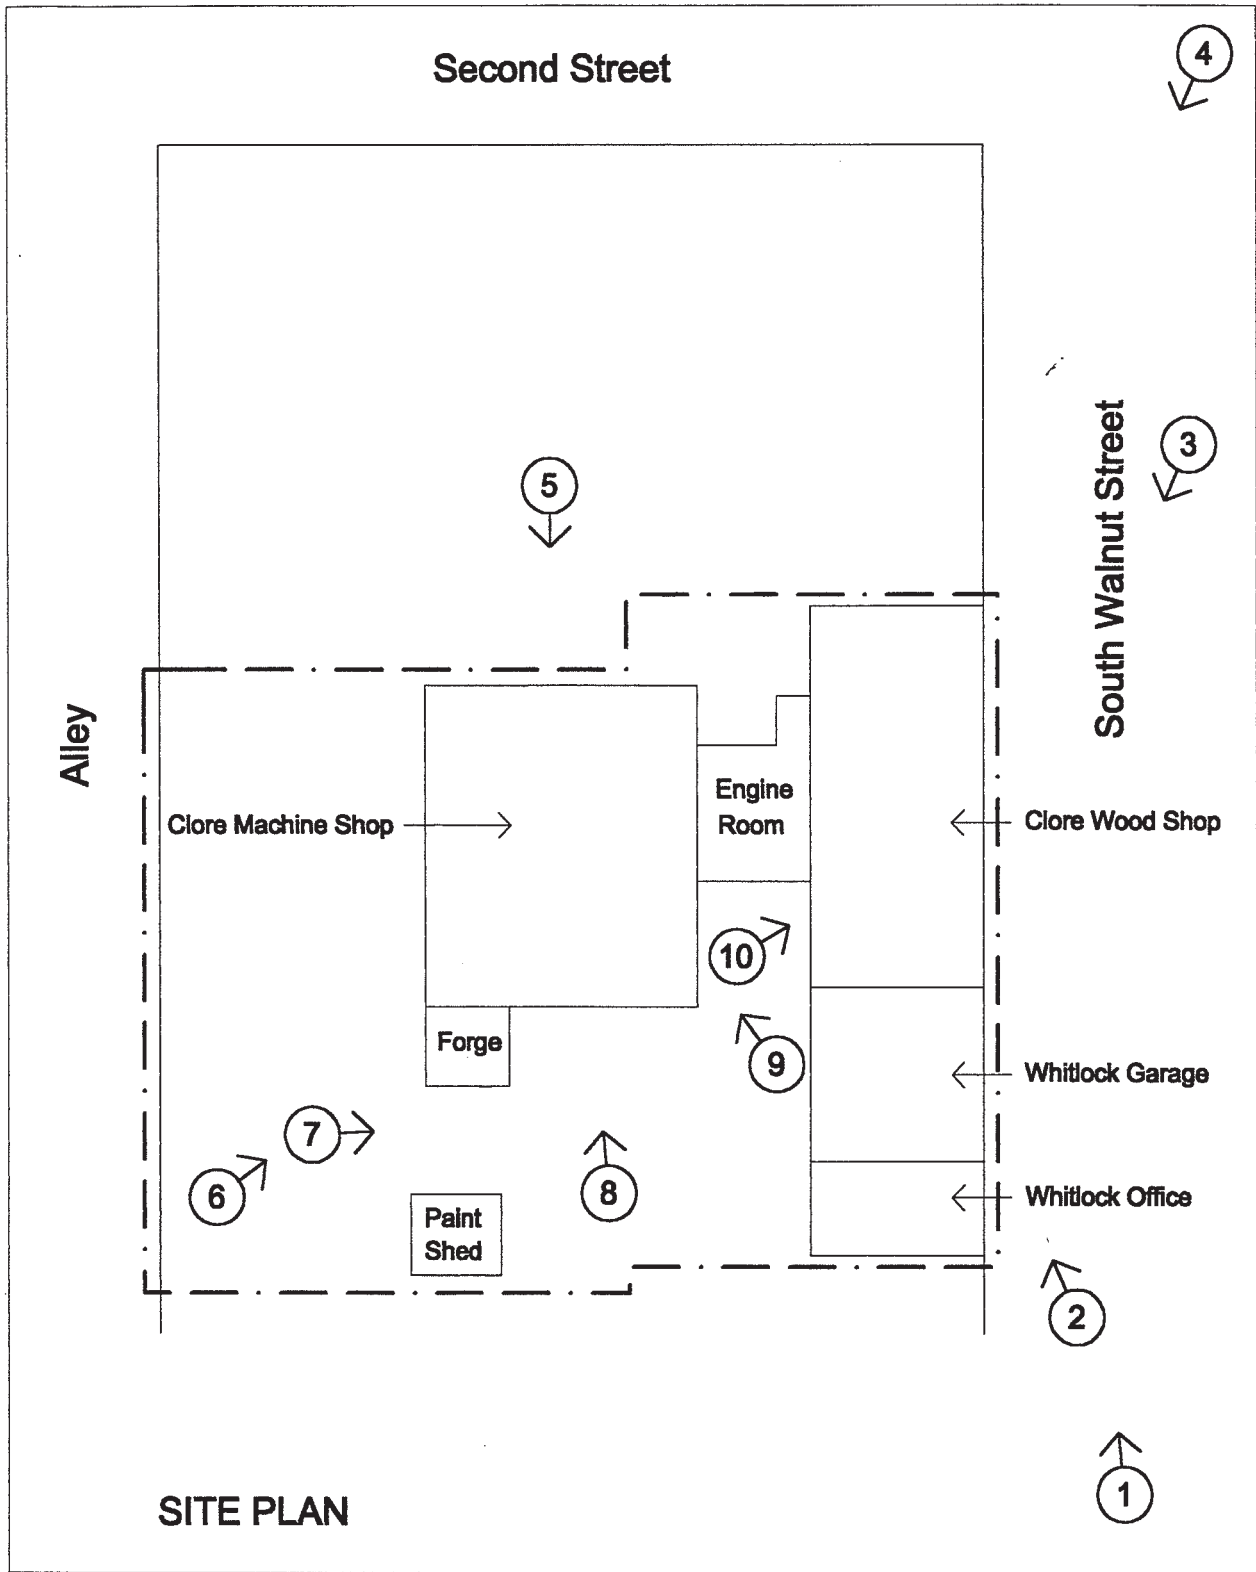 4
Second Street
3
5
South Walnut Street
Alley
Engine
Room
Clore Machine Shop
Clore Wood Shop
10
Forge
9
Whitlock Garage
7
6
8
Whitlock Office
Paint
Shed
2
1
SITE PLAN